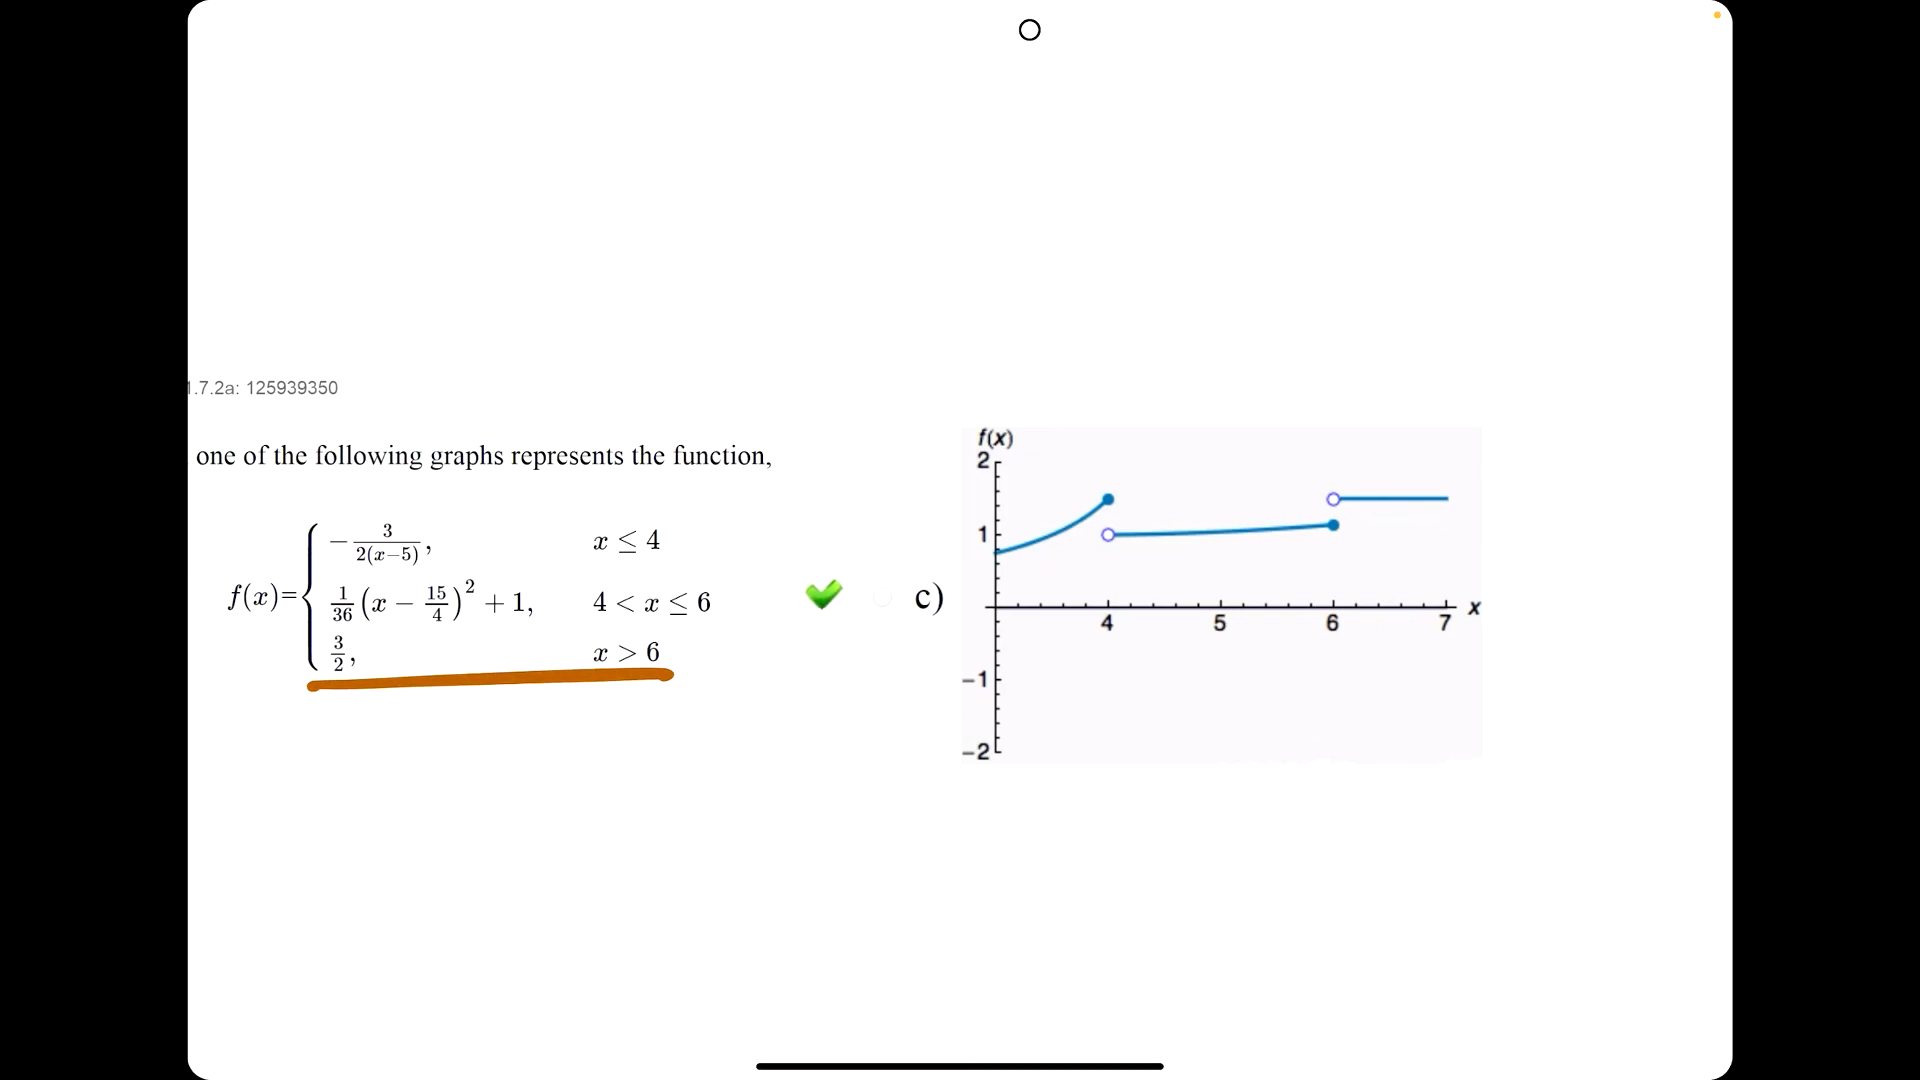 1.7.2a: 125939350
one of the following graphs represents the function,
f(x)={
−3/(2(x−5)), x ≤ 4
1/36 (x − 15/4)² + 1, 4 < x ≤ 6
3/2, x > 6
c)
f(x)
2
1
4 5 6 7 x
−1
−2